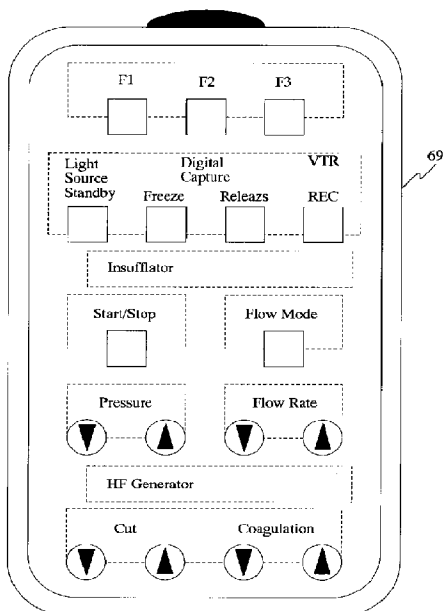 F1 F2 F3
Light Source Standby
Digital Capture
VTR
Freeze Releazs REC
69
Insufflator
Start/Stop Flow Mode
Pressure Flow Rate
HF Generator
Cut Coagulation